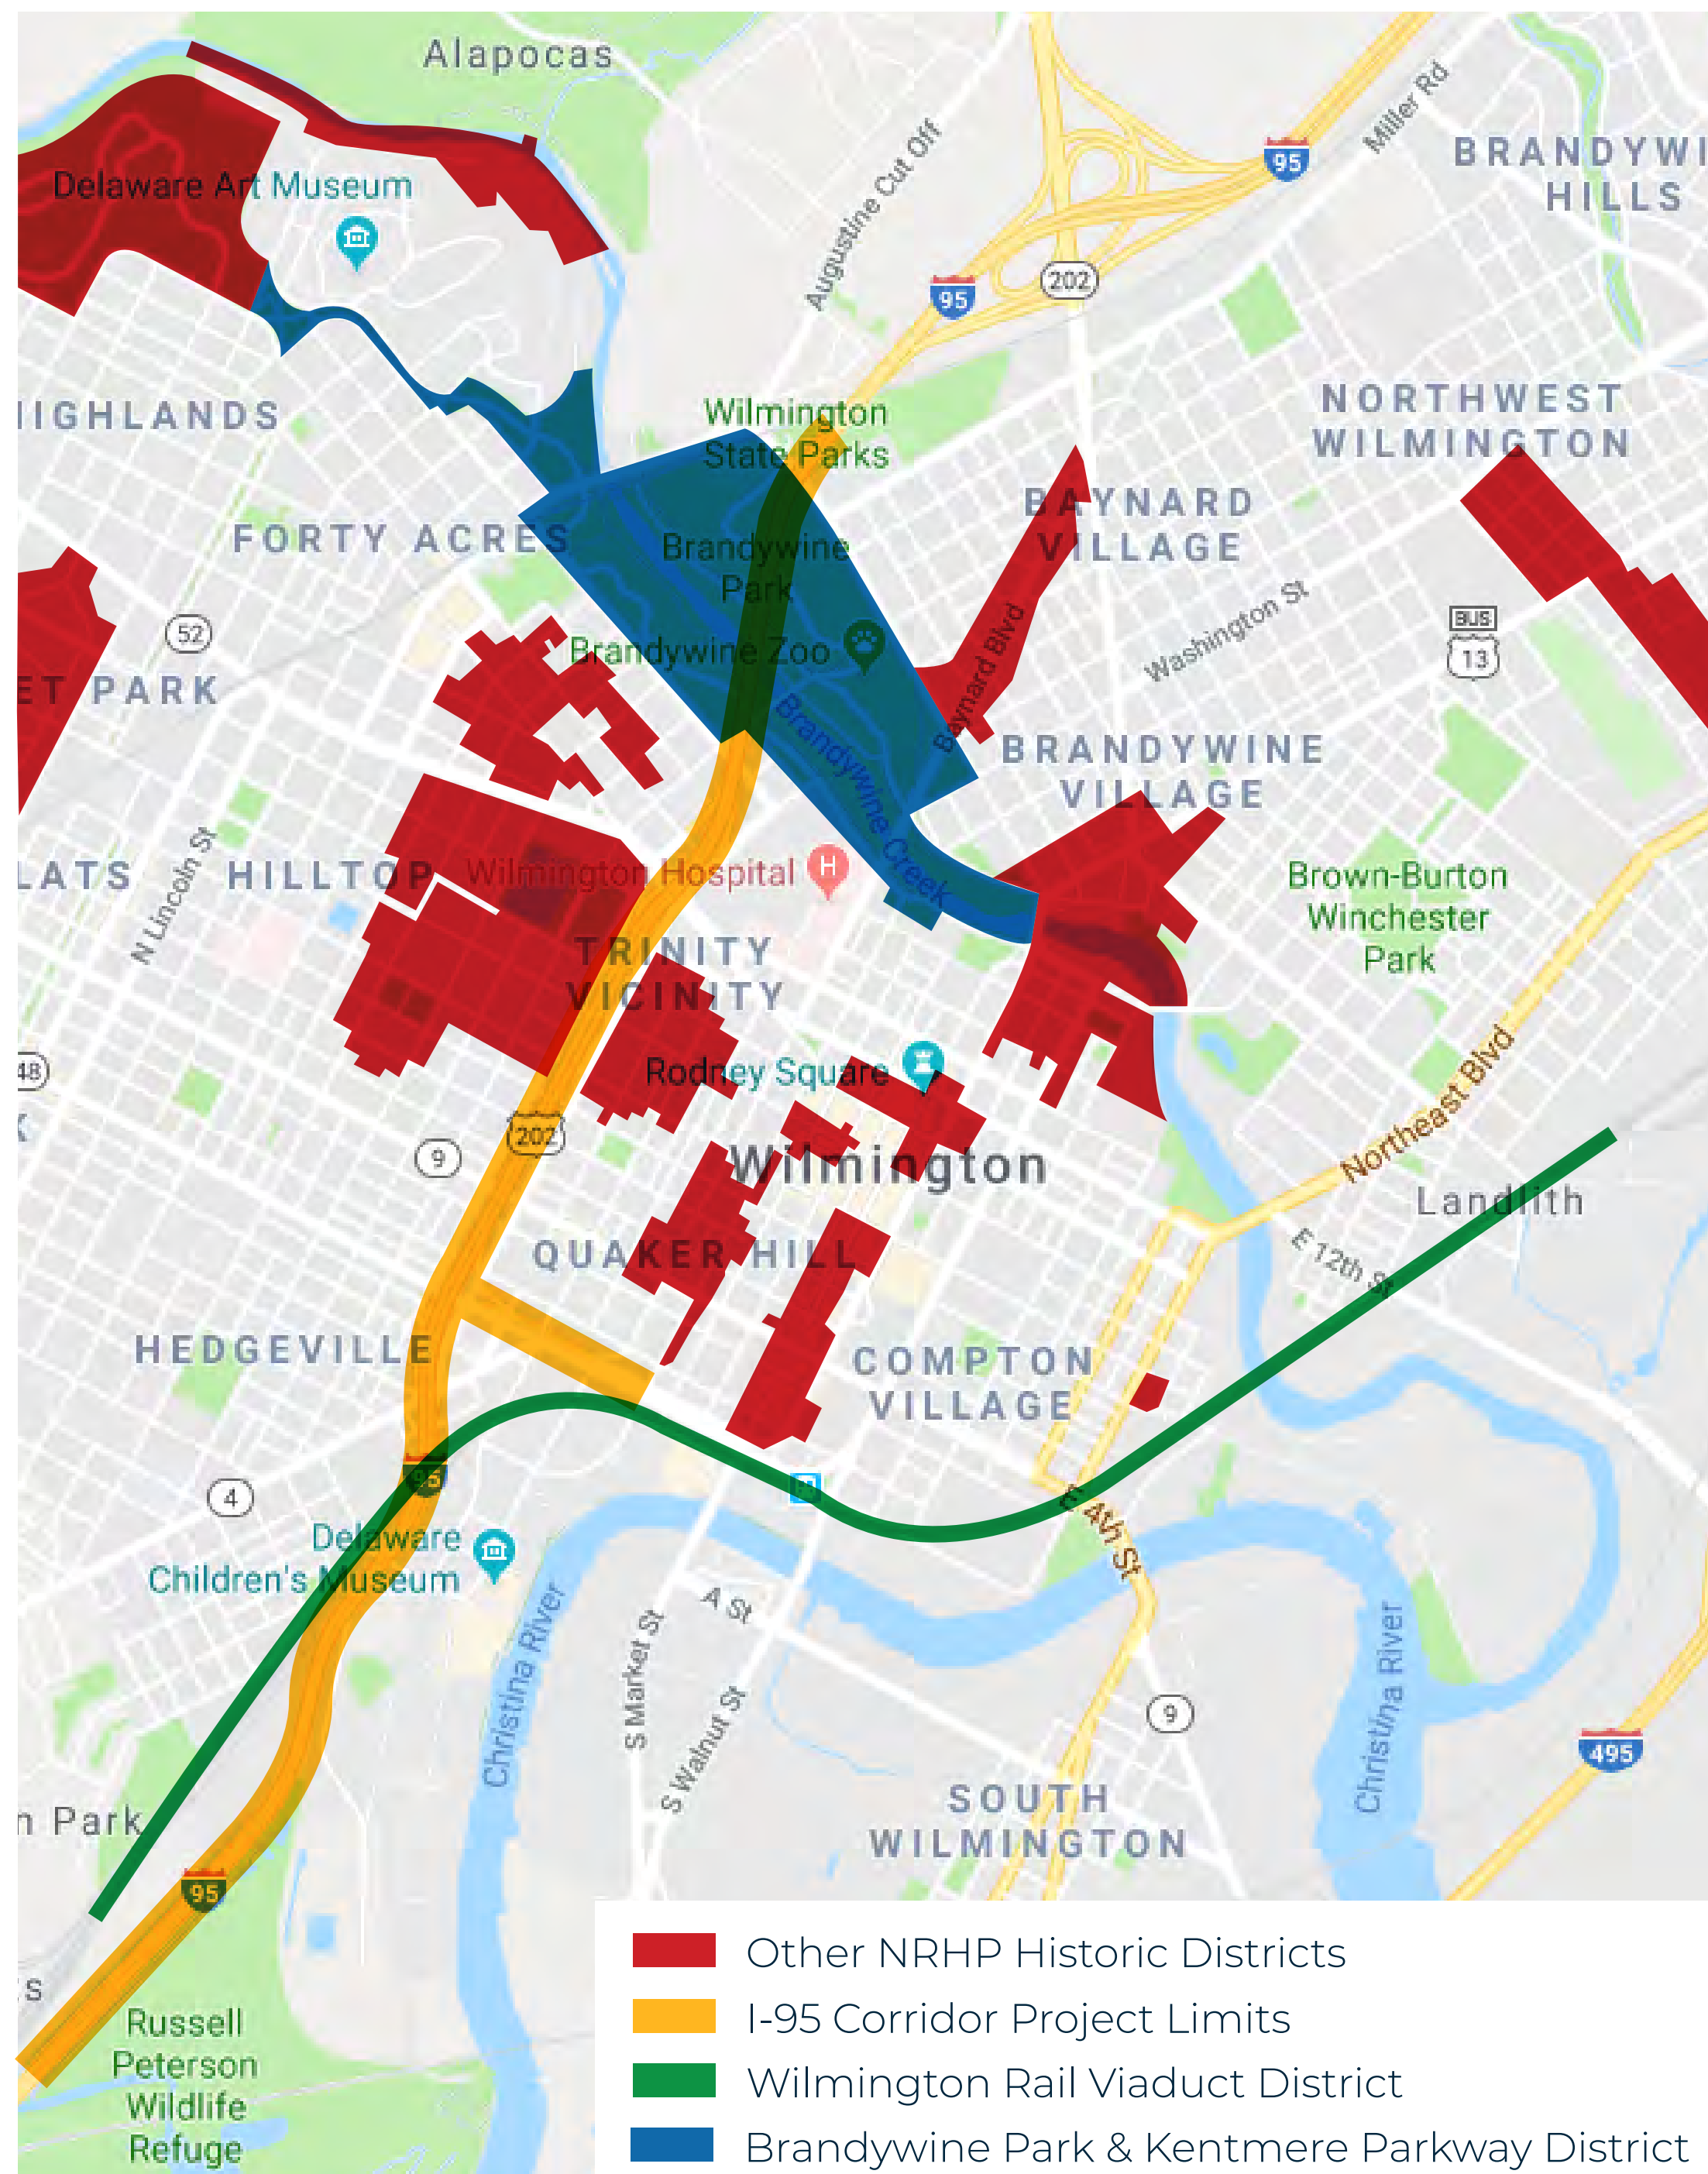 Alapocas
Miller Rd
95
BRANDYWI
HILLS
Augustine Cut Off
Delaware Art Museum
202
95
HIGHLANDS
Wilmington
State Parks
NORTHWEST
WILMINGTON
BAYNARD
VILLAGE
FORTY ACRES
Brandywine
Park
Washington St
BUS
13
52
Brandywine Zoo
Baynard Blvd
ET PARK
Brandywine Creek
BRANDYWINE
VILLAGE
N Lincoln St
LATS
HILLTOP
Wilmington Hospital
H
Brown-Burton
Winchester
Park
TRINITY
VICINITY
48
Rodney Square
Northeast Blvd
202
9
Wilmington
Landlith
QUAKER HILL
E 12th St
HEDGEVILLE
COMPTON
VILLAGE
95
4
E 4th St
Delaware
Children's Museum
A St
Christina River
S Market St
S Walnut St
9
Christina River
495
n Park
SOUTH
WILMINGTON
95
s
Russell
Peterson
Wildlife
Refuge
Other NRHP Historic Districts
I-95 Corridor Project Limits
Wilmington Rail Viaduct District
Brandywine Park & Kentmere Parkway District